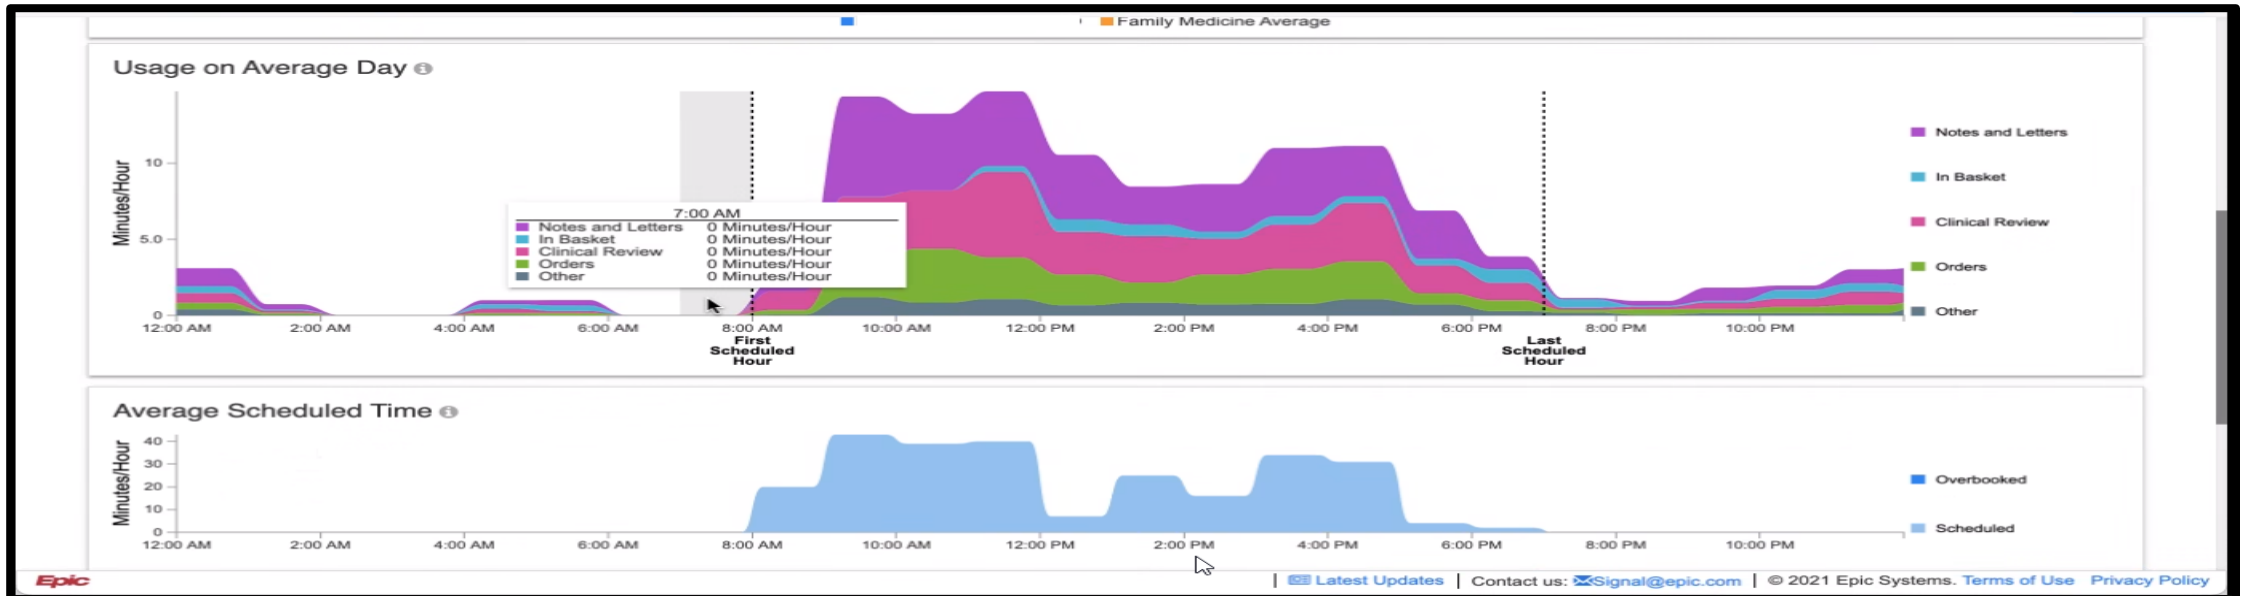 Family Medicine Average
Usage on Average Day
Minutes/Hour
10
5.0
0
7:00 AM
Notes and Letters 0 Minutes/Hour
In Basket 0 Minutes/Hour
Clinical Review 0 Minutes/Hour
Orders 0 Minutes/Hour
Other 0 Minutes/Hour
12:00 AM 2:00 AM 4:00 AM 6:00 AM 8:00 AM 10:00 AM 12:00 PM 2:00 PM 4:00 PM 6:00 PM 8:00 PM 10:00 PM
First
Scheduled
Hour
Last
Scheduled
Hour
Notes and Letters
In Basket
Clinical Review
Orders
Other
Average Scheduled Time
Minutes/Hour
40
30
20
10
0
12:00 AM 2:00 AM 4:00 AM 6:00 AM 8:00 AM 10:00 AM 12:00 PM 2:00 PM 4:00 PM 6:00 PM 8:00 PM 10:00 PM
Overbooked
Scheduled
Epic | Latest Updates | Contact us: Signal@epic.com | © 2021 Epic Systems. Terms of Use Privacy Policy